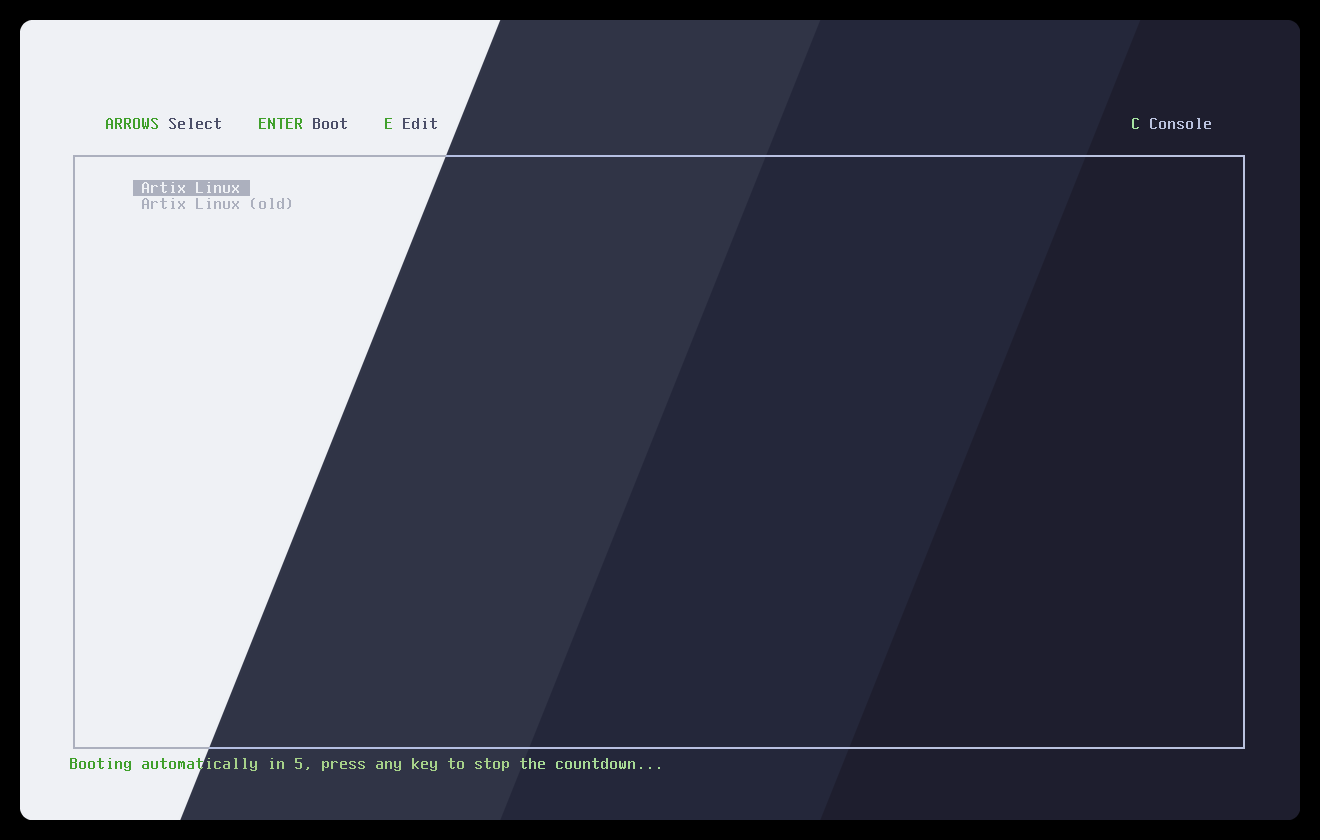 ARROWS Select ENTER Boot E Edit C Console
Artix Linux
Artix Linux (old)
Booting automatically in 5, press any key to stop the countdown...